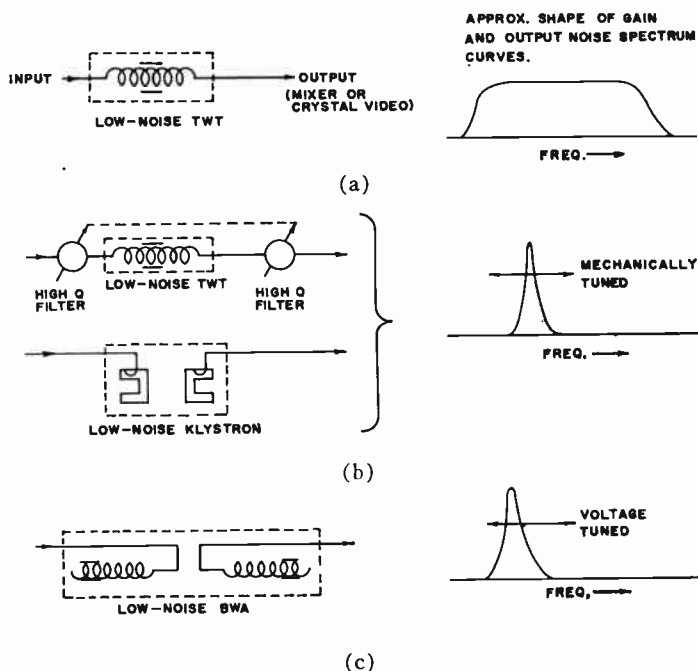 APPROX. SHAPE OF GAIN
AND OUTPUT NOISE SPECTRUM
CURVES.
INPUT
OUTPUT
(MIXER OR
CRYSTAL VIDEO)
LOW-NOISE TWT
FREQ.
(a)
HIGH Q
FILTER
LOW-NOISE TWT
HIGH Q
FILTER
MECHANICALLY
TUNED
FREQ.
LOW-NOISE KLYSTRON
(b)
VOLTAGE
TUNED
LOW-NOISE BWA
FREQ,
(c)